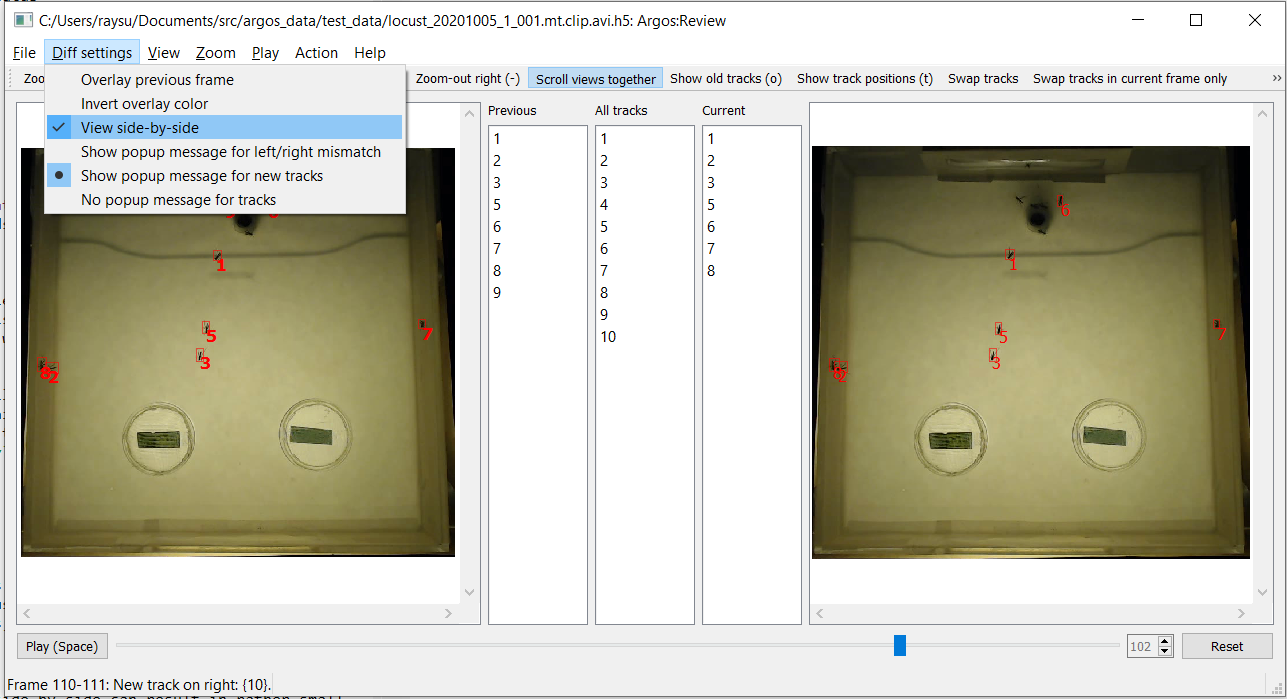 C:/Users/raysu/Documents/src/argos_data/test_data/locust_20201005_1_001.mt.clip.avi.h5: Argos:Review
File Diff settings View Zoom Play Action Help
Zoom-out right (-) Scroll views together Show old tracks (o) Show track positions (t) Swap tracks Swap tracks in current frame only »
Overlay previous frame
Invert overlay color
View side-by-side
Show popup message for left/right mismatch
Show popup message for new tracks
No popup message for tracks
Previous
1
2
3
5
6
7
8
9
All tracks
1
2
3
4
5
6
7
8
9
10
Current
1
2
3
5
6
7
8
1
5
3
7
2
6
1
5
3
7
Play (Space)
102
Reset
Frame 110-111: New track on right: {10}.